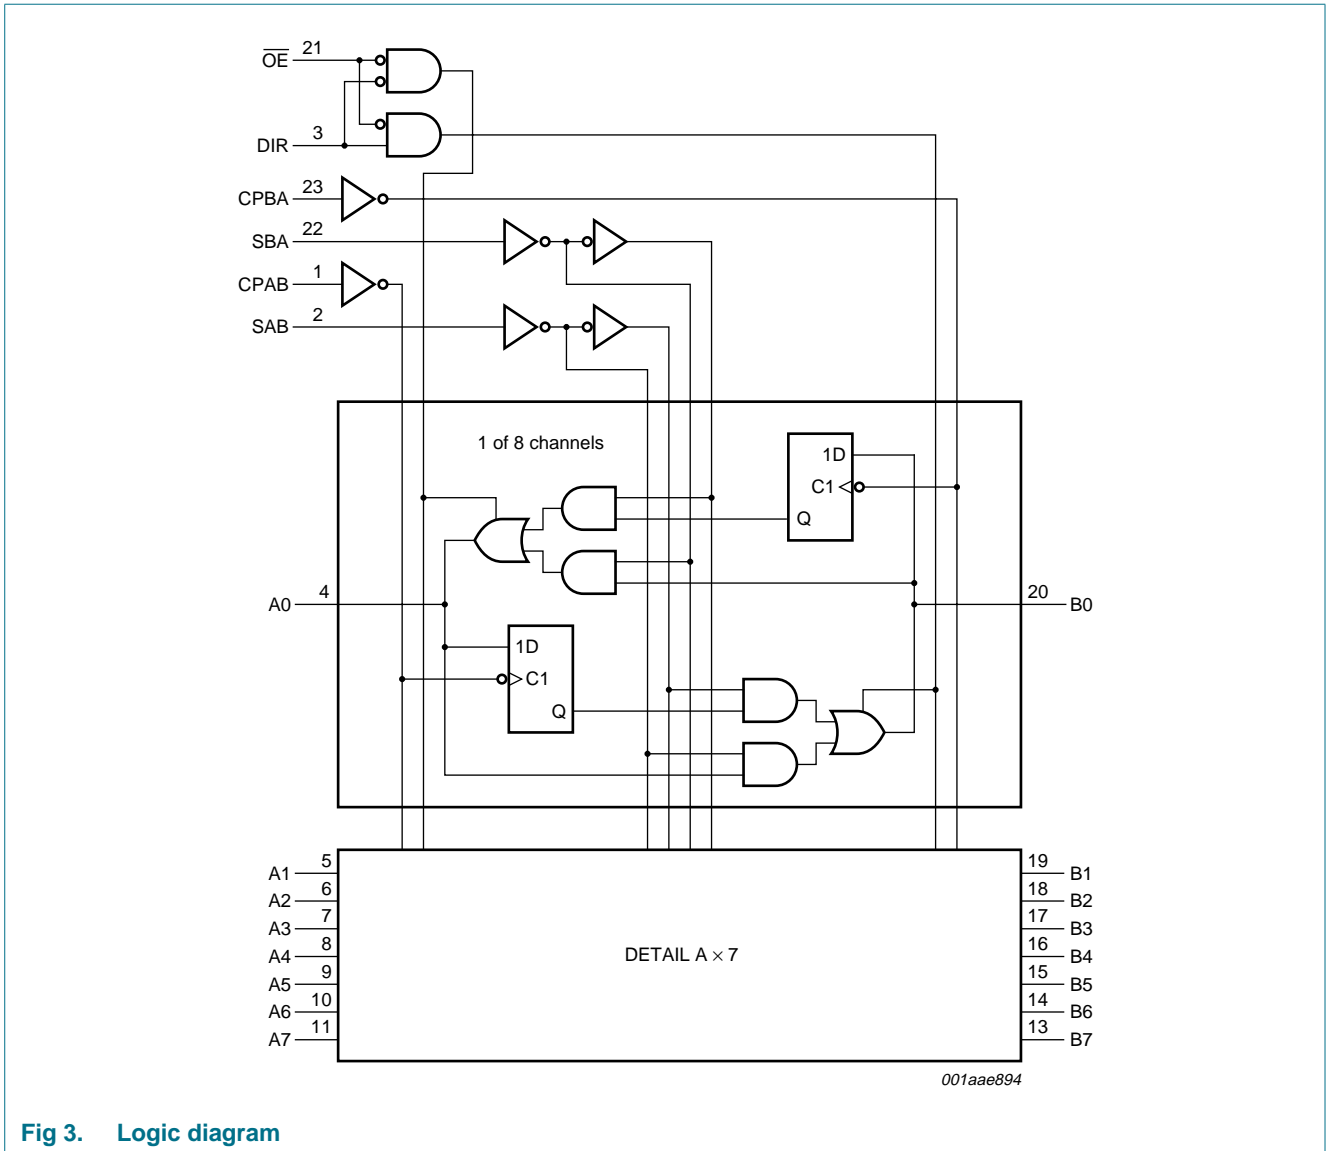 OE 21
DIR 3
CPBA 23
SBA 22
CPAB 1
SAB 2
1 of 8 channels
1D
C1
Q
A0 4
20 B0
1D
C1
Q
A1 5
A2 6
A3 7
A4 8
A5 9
A6 10
A7 11
DETAIL A × 7
19 B1
18 B2
17 B3
16 B4
15 B5
14 B6
13 B7
001aae894
Fig 3. Logic diagram